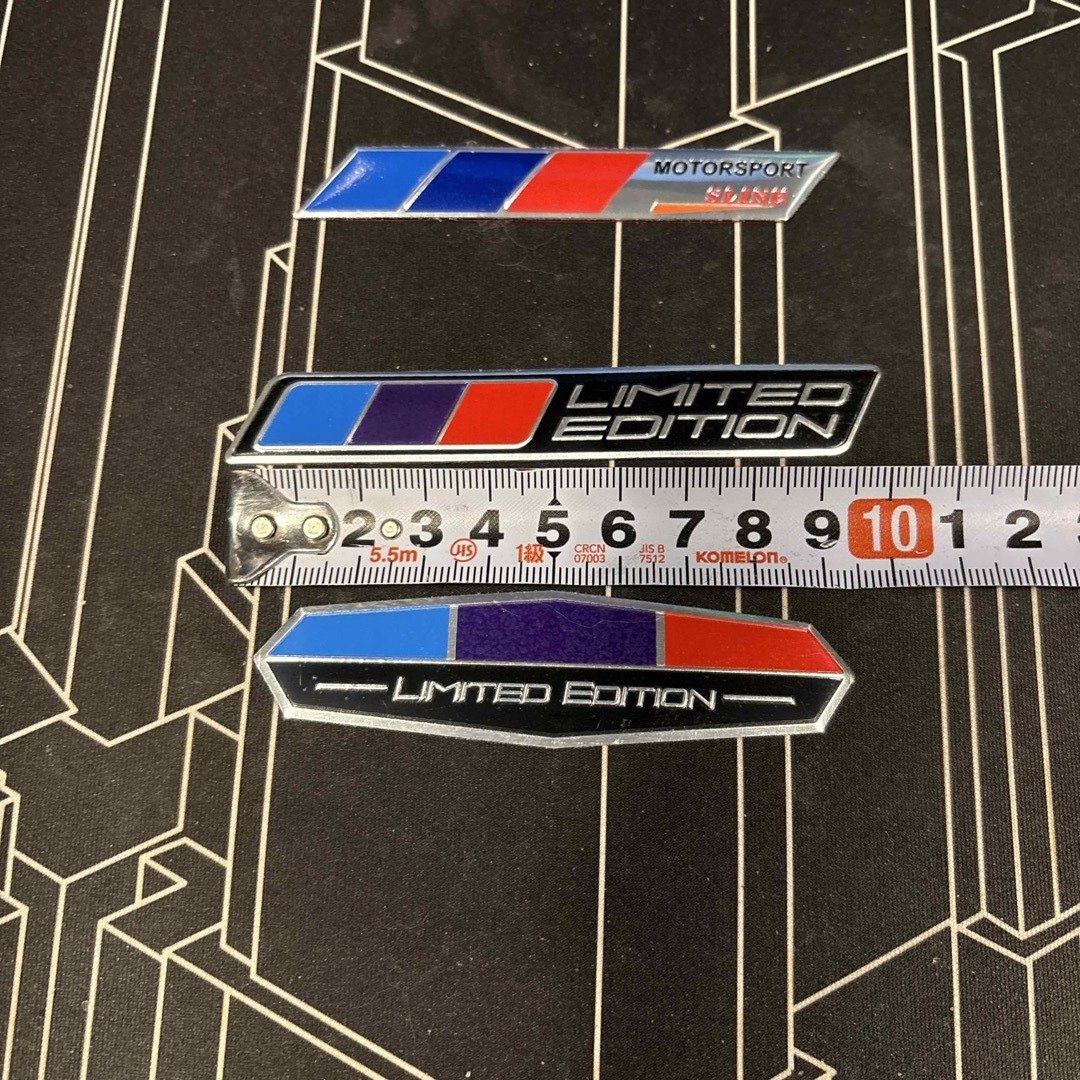 MOTORSPORT
SLINE
LIMITED
EDITION
2 3 4 5 6 7 8 9 10 1 2
5.5m JIS 1級 CRCN 07003 JIS B 7512 KOMELON®
LIMITED EDITION